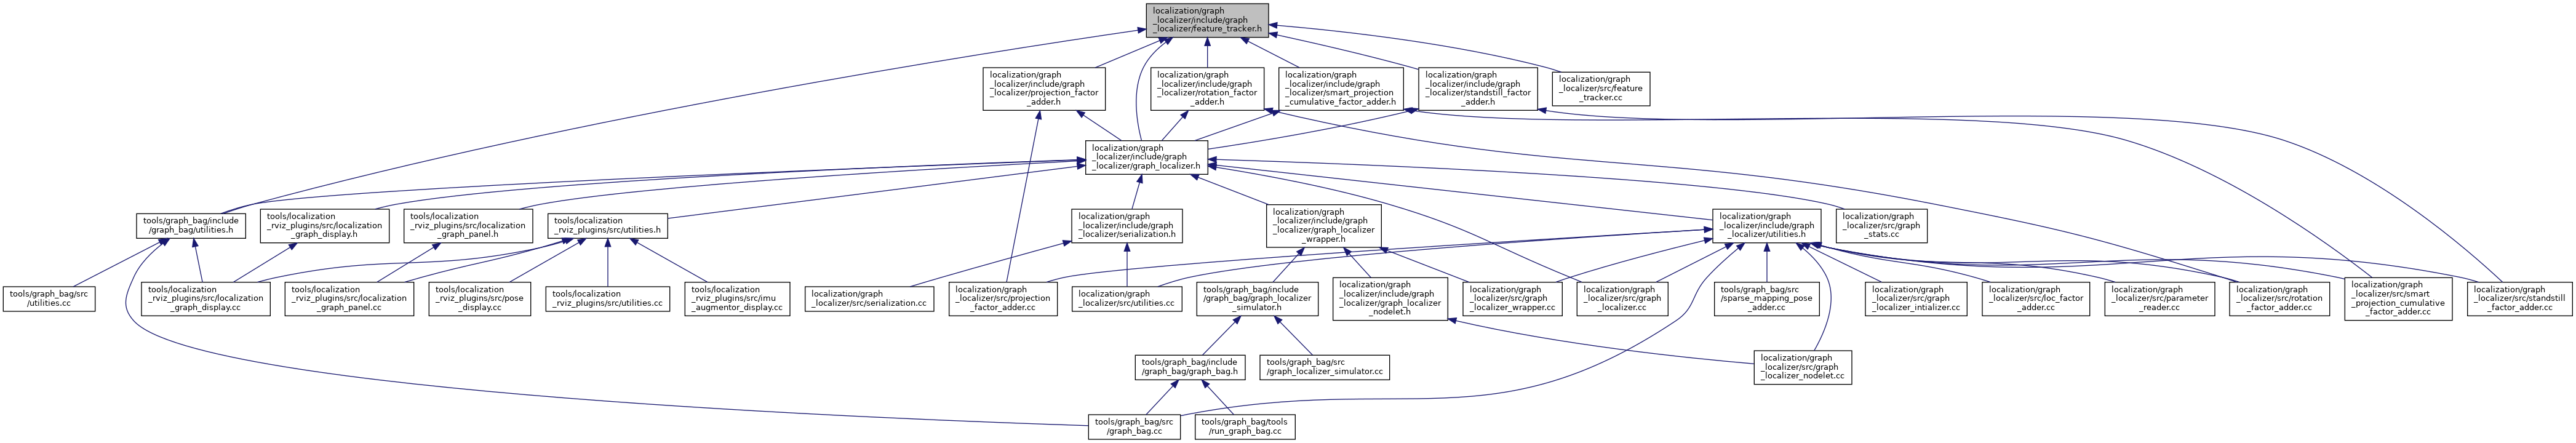 localization/graph
_localizer/include/graph
_localizer/feature_tracker.h
localization/graph
_localizer/include/graph
_localizer/projection_factor
_adder.h
localization/graph
_localizer/include/graph
_localizer/rotation_factor
_adder.h
localization/graph
_localizer/include/graph
_localizer/smart_projection
_cumulative_factor_adder.h
localization/graph
_localizer/include/graph
_localizer/standstill_factor
_adder.h
localization/graph
_localizer/src/feature
_tracker.cc
localization/graph
_localizer/include/graph
_localizer/graph_localizer.h
tools/graph_bag/include
/graph_bag/utilities.h
tools/localization
_rviz_plugins/src/localization
_graph_display.h
tools/localization
_rviz_plugins/src/localization
_graph_panel.h
tools/localization
_rviz_plugins/src/utilities.h
localization/graph
_localizer/include/graph
_localizer/serialization.h
localization/graph
_localizer/include/graph
_localizer/graph_localizer
_wrapper.h
localization/graph
_localizer/include/graph
_localizer/utilities.h
localization/graph
_localizer/src/graph
_stats.cc
tools/graph_bag/src
/utilities.cc
tools/localization
_rviz_plugins/src/localization
_graph_display.cc
tools/localization
_rviz_plugins/src/localization
_graph_panel.cc
tools/localization
_rviz_plugins/src/pose
_display.cc
tools/localization
_rviz_plugins/src/utilities.cc
tools/localization
_rviz_plugins/src/imu
_augmentor_display.cc
localization/graph
_localizer/src/serialization.cc
localization/graph
_localizer/src/projection
_factor_adder.cc
localization/graph
_localizer/src/utilities.cc
tools/graph_bag/include
/graph_bag/graph_localizer
_simulator.h
localization/graph
_localizer/include/graph
_localizer/graph_localizer
_nodelet.h
localization/graph
_localizer/src/graph
_localizer_wrapper.cc
localization/graph
_localizer/src/graph
_localizer.cc
tools/graph_bag/src
/sparse_mapping_pose
_adder.cc
localization/graph
_localizer/src/graph
_localizer_intializer.cc
localization/graph
_localizer/src/loc_factor
_adder.cc
localization/graph
_localizer/src/parameter
_reader.cc
localization/graph
_localizer/src/rotation
_factor_adder.cc
localization/graph
_localizer/src/smart
_projection_cumulative
_factor_adder.cc
localization/graph
_localizer/src/standstill
_factor_adder.cc
tools/graph_bag/include
/graph_bag/graph_bag.h
tools/graph_bag/src
/graph_localizer_simulator.cc
localization/graph
_localizer/src/graph
_localizer_nodelet.cc
tools/graph_bag/src
/graph_bag.cc
tools/graph_bag/tools
/run_graph_bag.cc